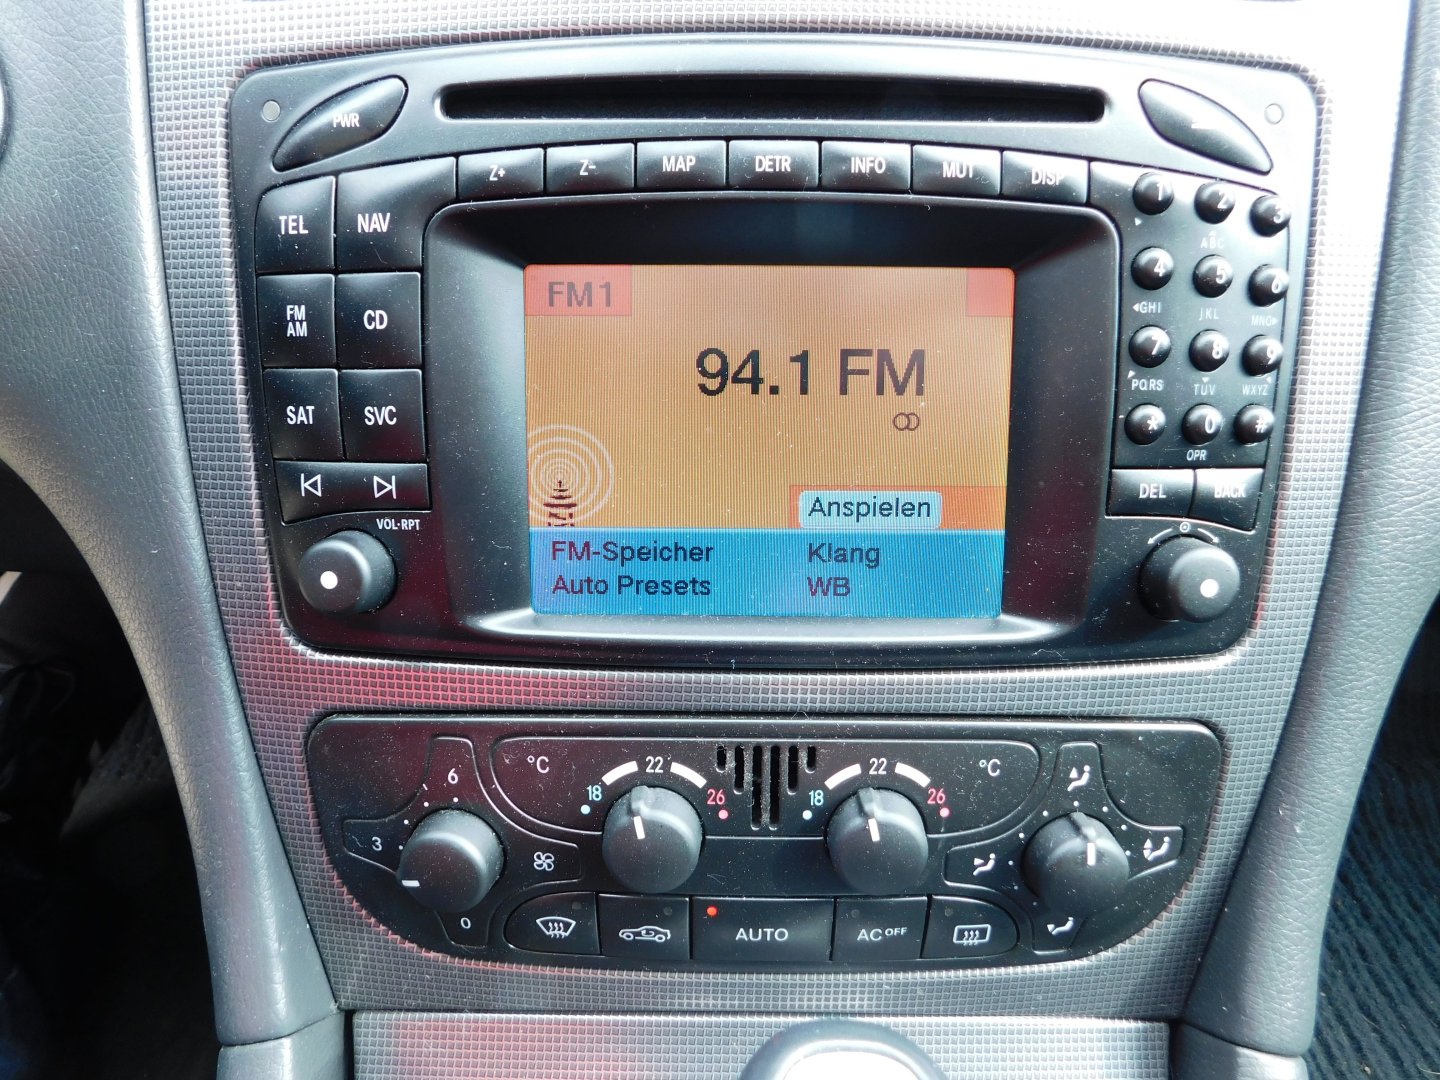 PWR
Z+ Z- MAP DETR INFO MUT DISP
TEL NAV
FM
AM
CD
SAT SVC
VOL·RPT
FM 1
94.1 FM
Anspielen
FM-Speicher Klang
Auto Presets WB
1 2 3
ABC
4 5 6
GHI JKL MNO
7 8 9
PQRS TUV WXYZ
* 0 #
OPR
DEL BACK
6 °C 18 22 26 18 22 26 °C
3
0
AUTO AC OFF